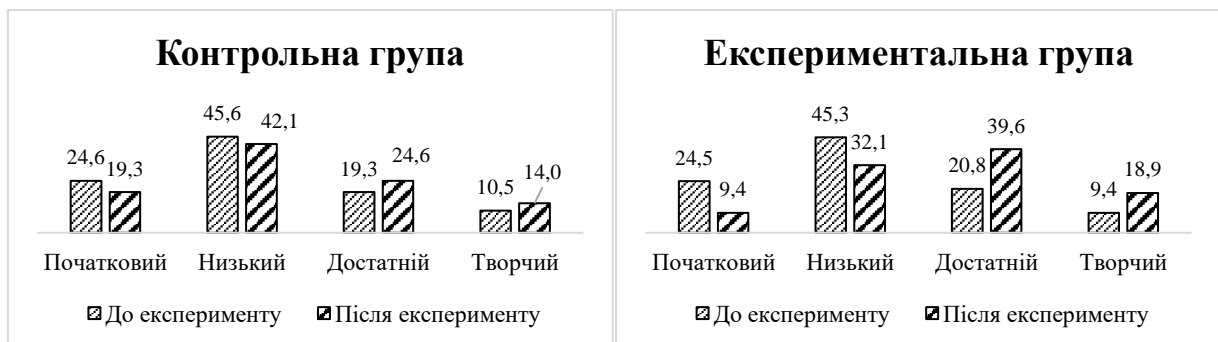 Контрольна група
24,6 19,3 45,6 42,1 19,3 24,6 10,5 14,0
Початковий Низький Достатній Творчий
До експерименту Після експерименту
Експериментальна група
24,5 9,4 45,3 32,1 20,8 39,6 9,4 18,9
Початковий Низький Достатній Творчий
До експерименту Після експерименту